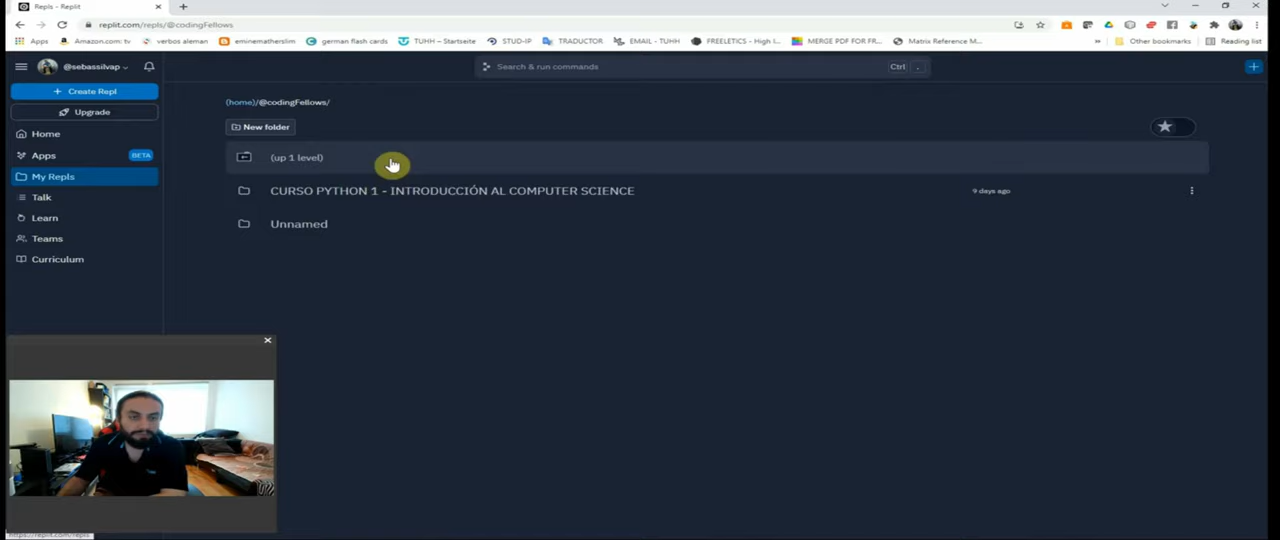 Repls - Replit
replit.com/repls/@codingFellows
Apps
Amazon.com: tv
verbos aleman
eminemathersIim
german flash cards
TUHH – Startseite
STUD-IP
TRADUCTOR
EMAIL - TUHH
FREELETICS - High I...
MERGE PDF FOR FR...
Matrix Reference M...
»
Other bookmarks
Reading list
@sebassilvap
Search & run commands
Ctrl .
+ Create Repl
Upgrade
Home
Apps BETA
My Repls
Talk
Learn
Teams
Curriculum
(home)/@codingFellows/
New folder
(up 1 level)
CURSO PYTHON 1 - INTRODUCCIÓN AL COMPUTER SCIENCE 9 days ago
Unnamed
https://replit.com/repls